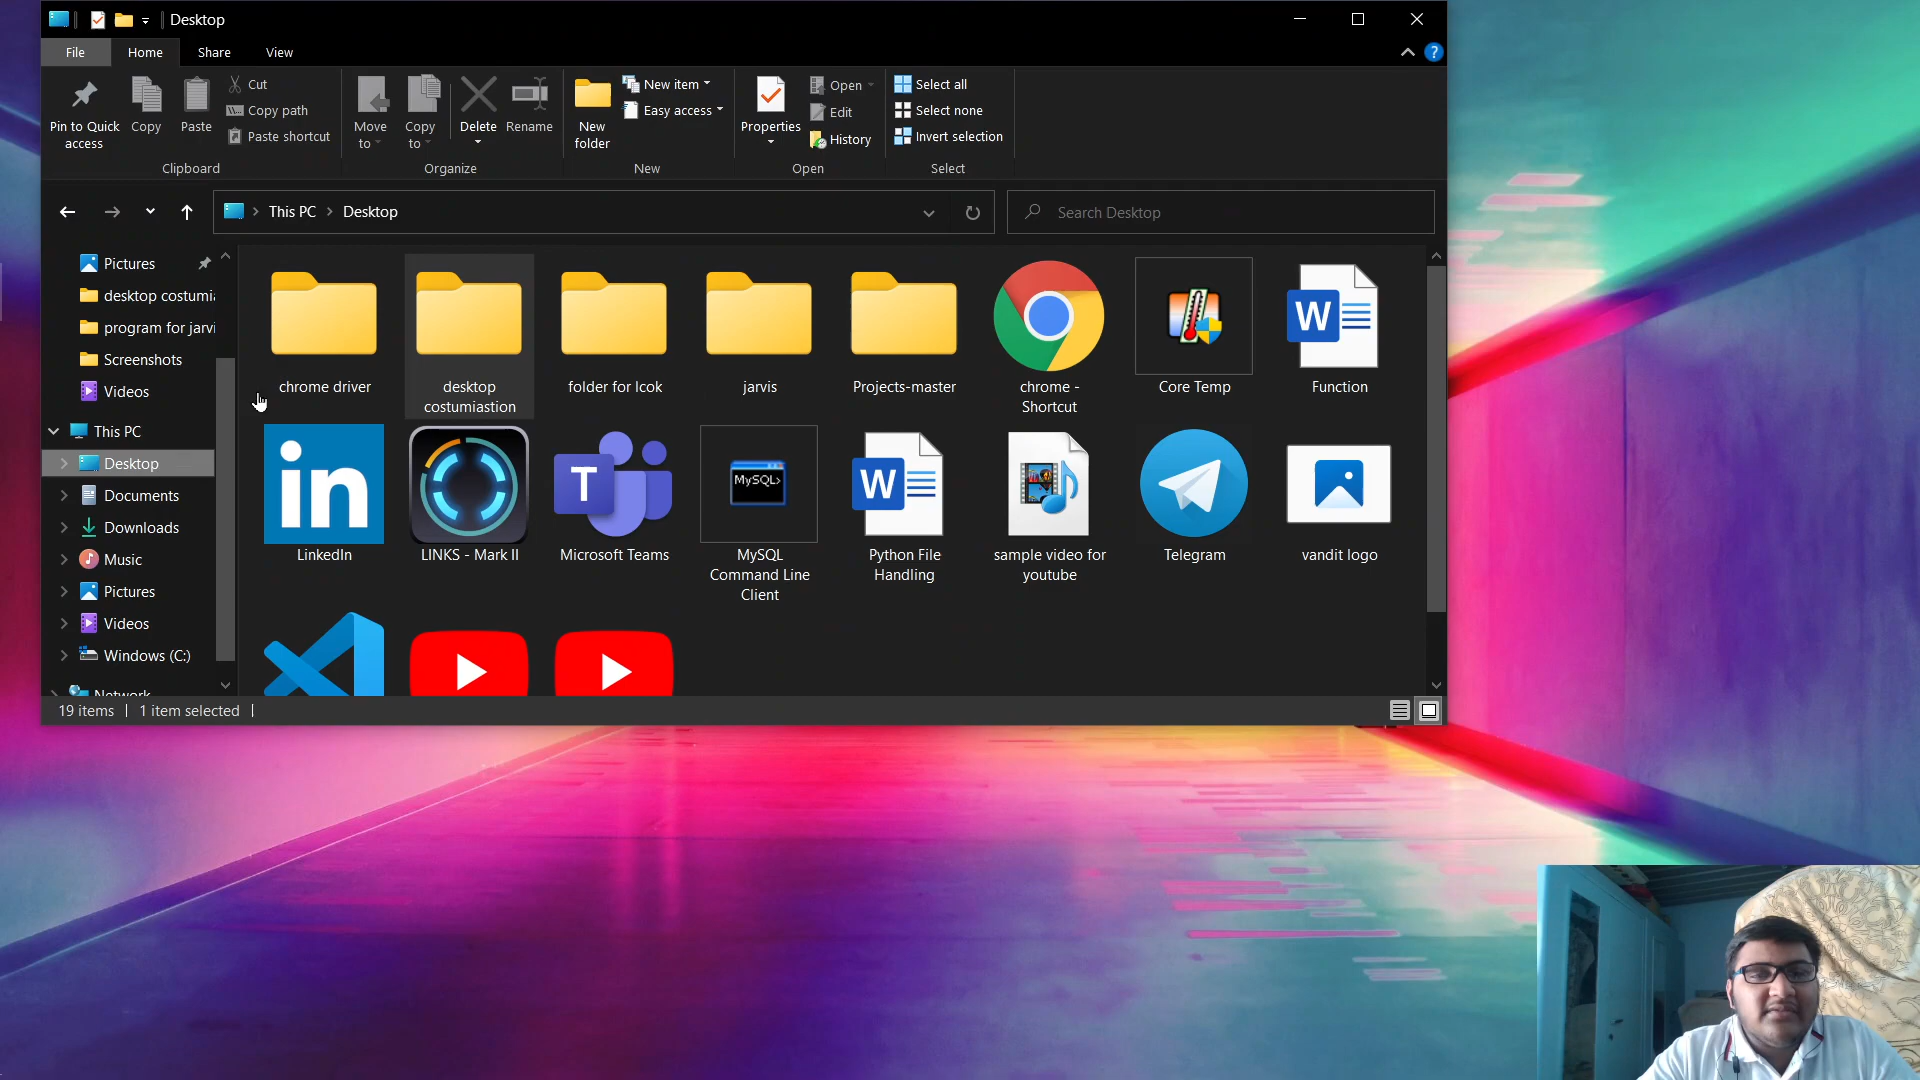 Desktop
File
Home
Share
View
Pin to Quick
access
Copy
Paste
Cut
Copy path
Paste shortcut
Clipboard
Move
to
Copy
to
Delete
Rename
Organize
New
folder
New item
Easy access
New
Properties
Open
Edit
History
Open
Select all
Select none
Invert selection
Select
This PC
Desktop
Search Desktop
Pictures
desktop costumi
program for jarvi
Screenshots
Videos
This PC
Desktop
Documents
Downloads
Music
Pictures
Videos
Windows (C:)
Network
chrome driver
desktop
costumiastion
folder for lcok
jarvis
Projects-master
chrome -
Shortcut
Core Temp
W
Function
in
LinkedIn
LINKS - Mark II
T
Microsoft Teams
MySQL>
MySQL
Command Line
Client
W
Python File
Handling
sample video for
youtube
Telegram
vandit logo
19 items
1 item selected